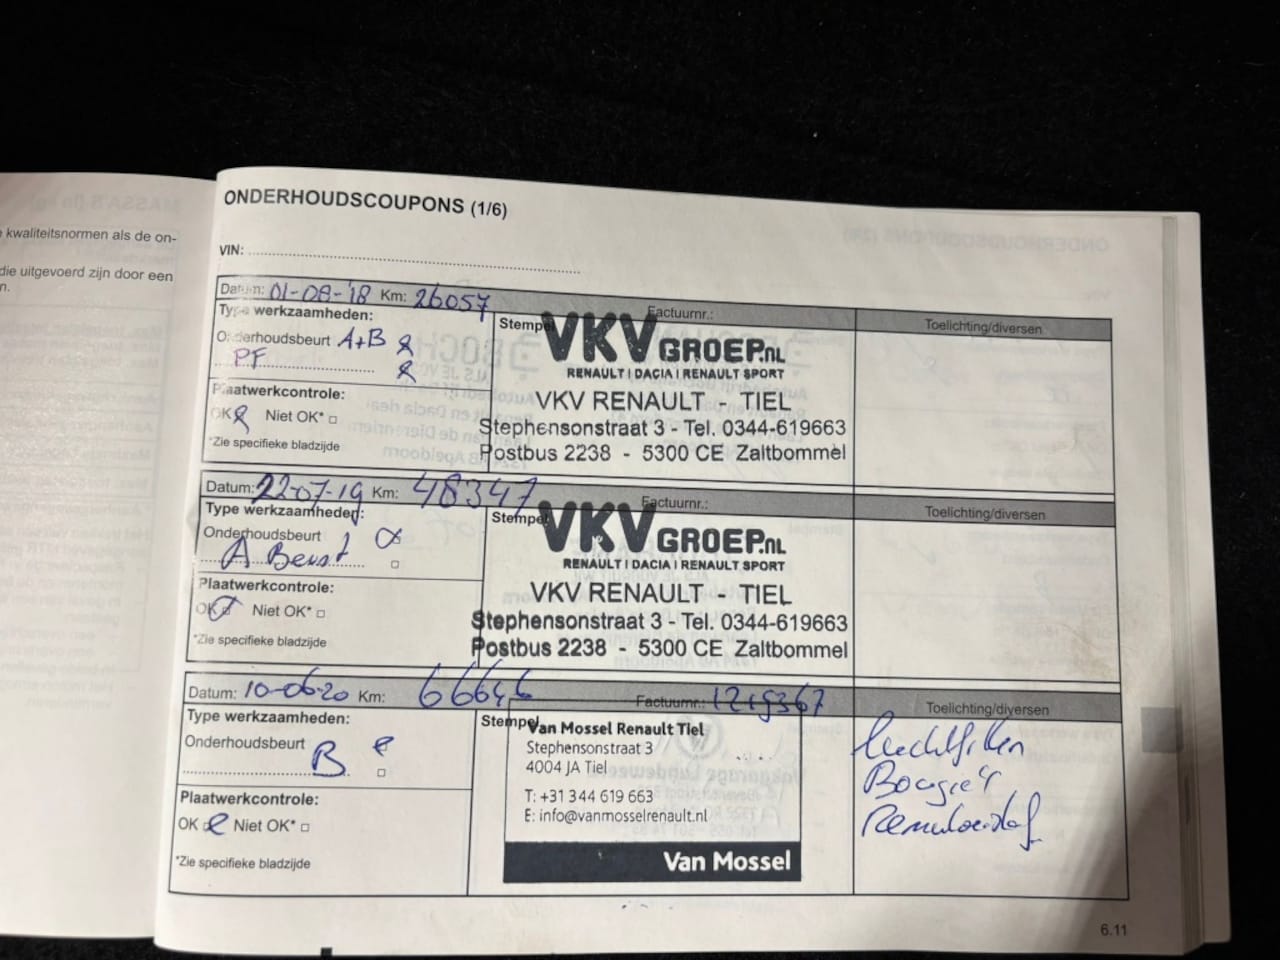 e kwaliteitsnormen als de on-
die uitgevoerd zijn door een
n.
ONDERHOUDSCOUPONS (1/6)
VIN:
Datum: 01-08-'18 Km: 26057 Factuurnr.:
Type werkzaamheden:
Onderhoudsbeurt A+B
PF
Plaatwerkcontrole:
OK Niet OK* □
*Zie specifieke bladzijde
Stempel
VKV GROEP.NL
RENAULT | DACIA | RENAULT SPORT
VKV RENAULT - TIEL
Stephensonstraat 3 - Tel. 0344-619663
Postbus 2238 - 5300 CE Zaltbommel
Toelichting/diversen
Datum: 22-07-19 Km: 48347 Factuurnr.:
Type werkzaamheden:
Onderhoudsbeurt
A Beurt □
Plaatwerkcontrole:
OK □ Niet OK* □
*Zie specifieke bladzijde
Stempel
VKV GROEP.NL
RENAULT | DACIA | RENAULT SPORT
VKV RENAULT - TIEL
Stephensonstraat 3 - Tel. 0344-619663
Postbus 2238 - 5300 CE Zaltbommel
Toelichting/diversen
Datum: 10-06-20 Km: 66646 Factuurnr.: 1219367
Type werkzaamheden:
Onderhoudsbeurt
B □
Plaatwerkcontrole:
OK □ Niet OK* □
*Zie specifieke bladzijde
Stempel
Van Mossel Renault Tiel
Stephensonstraat 3
4004 JA Tiel
T: +31 344 619 663
E: info@vanmosselrenault.nl
Van Mossel
Toelichting/diversen
Luchtfilter
Bougie's
Remvloeistof
6.11